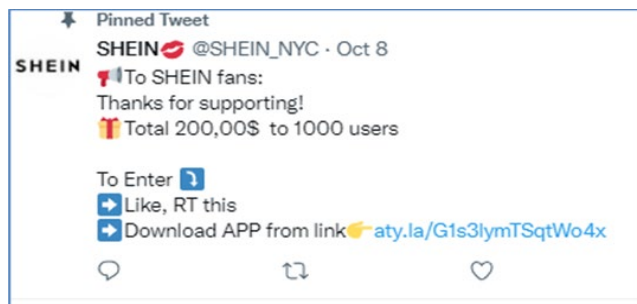 Pinned Tweet
SHEIN💋 @SHEIN_NYC · Oct 8
SHEIN
📢To SHEIN fans:
Thanks for supporting!
🎁Total 200,00$ to 1000 users
To Enter ⤵️
➡️Like, RT this
➡️Download APP from link👉aty.la/G1s3lymTSqtWo4x